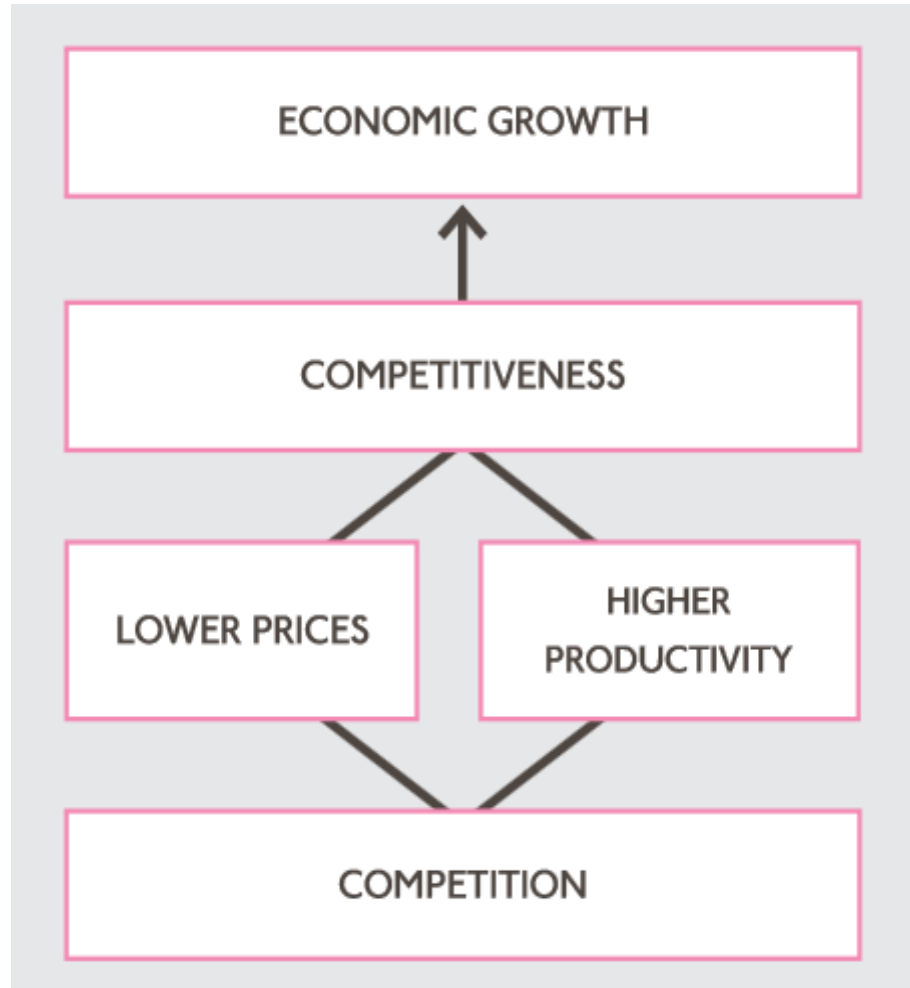 ECONOMIC GROWTH
COMPETITIVENESS
LOWER PRICES
HIGHER
PRODUCTIVITY
COMPETITION